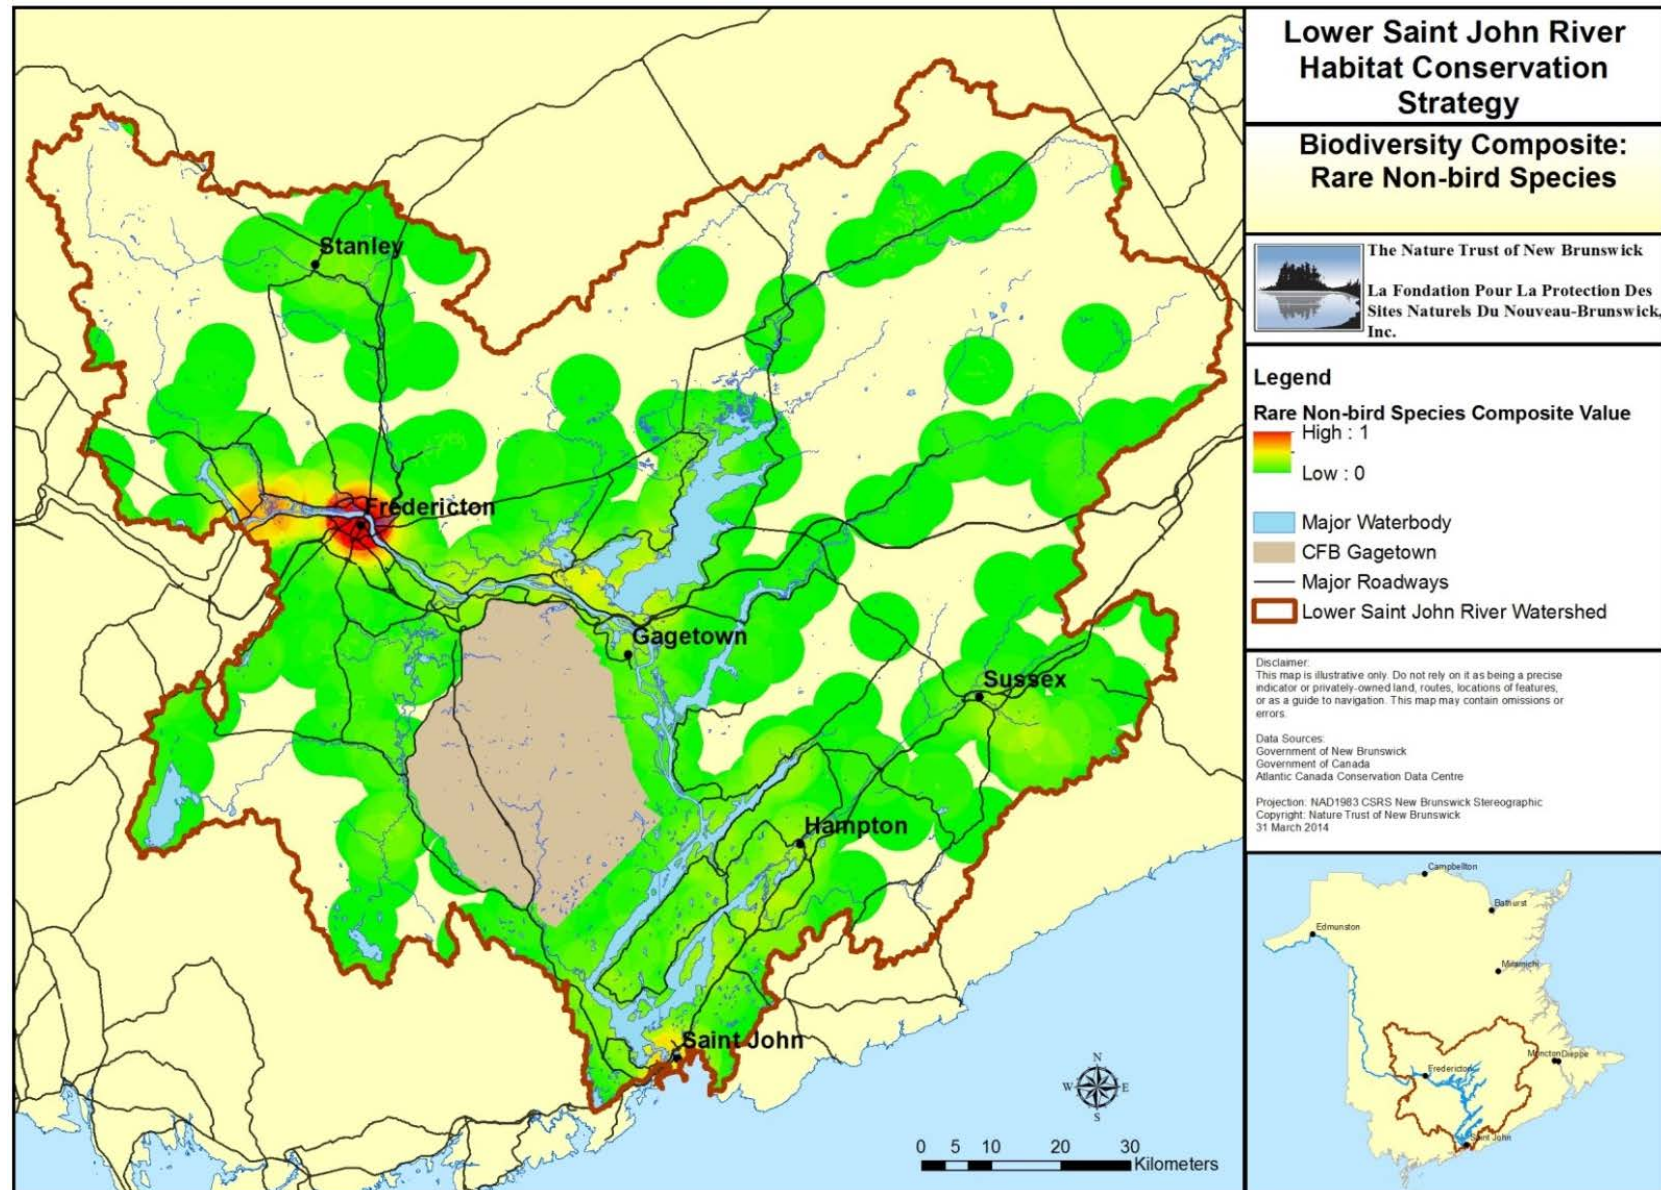 Lower Saint John River
Habitat Conservation
Strategy
Biodiversity Composite:
Rare Non-bird Species
The Nature Trust of New Brunswick
La Fondation Pour La Protection Des
Sites Naturels Du Nouveau-Brunswick,
Inc.
Legend
Rare Non-bird Species Composite Value
High : 1
Low : 0
Major Waterbody
CFB Gagetown
Major Roadways
Lower Saint John River Watershed
Disclaimer:
This map is illustrative only. Do not rely on it as being a precise
indicator or privately-owned land, routes, locations of features,
or as a guide to navigation. This map may contain omissions or
errors.
Data Sources:
Government of New Brunswick
Government of Canada
Atlantic Canada Conservation Data Centre
Projection: NAD1983 CSRS New Brunswick Stereographic
Copyright: Nature Trust of New Brunswick
31 March 2014
Stanley
Fredericton
Gagetown
Sussex
Hampton
Saint John
N
W E
S
0 5 10 20 30
Kilometers
Campbellton
Bathurst
Edmunston
Miramichi
Moncton Dieppe
Fredericton
Saint John